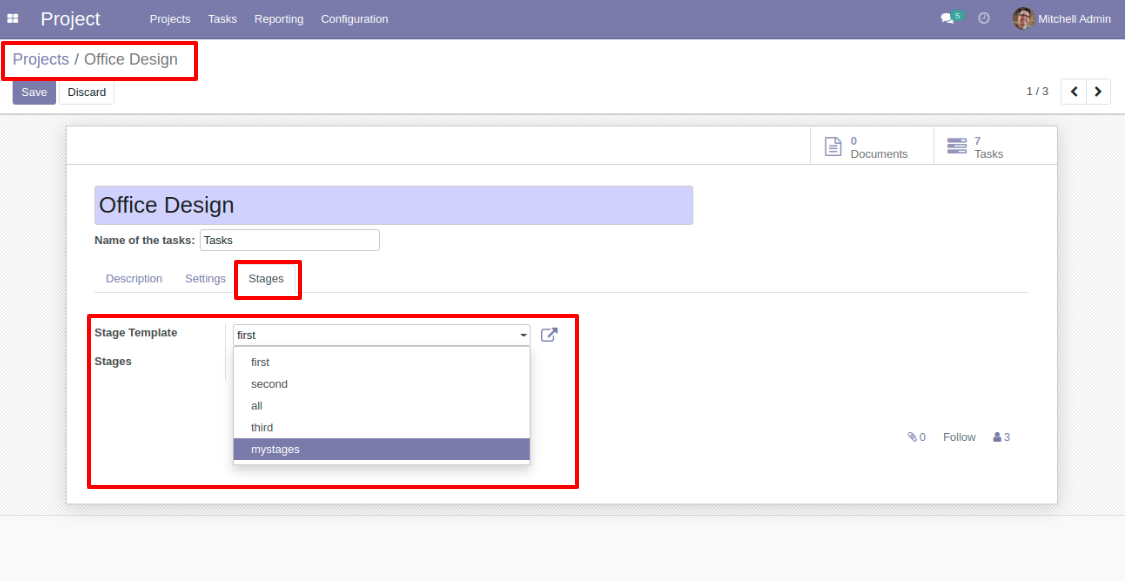 Project Projects Tasks Reporting Configuration 5 Mitchell Admin
Projects / Office Design
Save Discard 1 / 3
0 Documents
7 Tasks
Office Design
Name of the tasks: Tasks
Description Settings Stages
Stage Template first
Stages
first
second
all
third
mystages
0 Follow 3